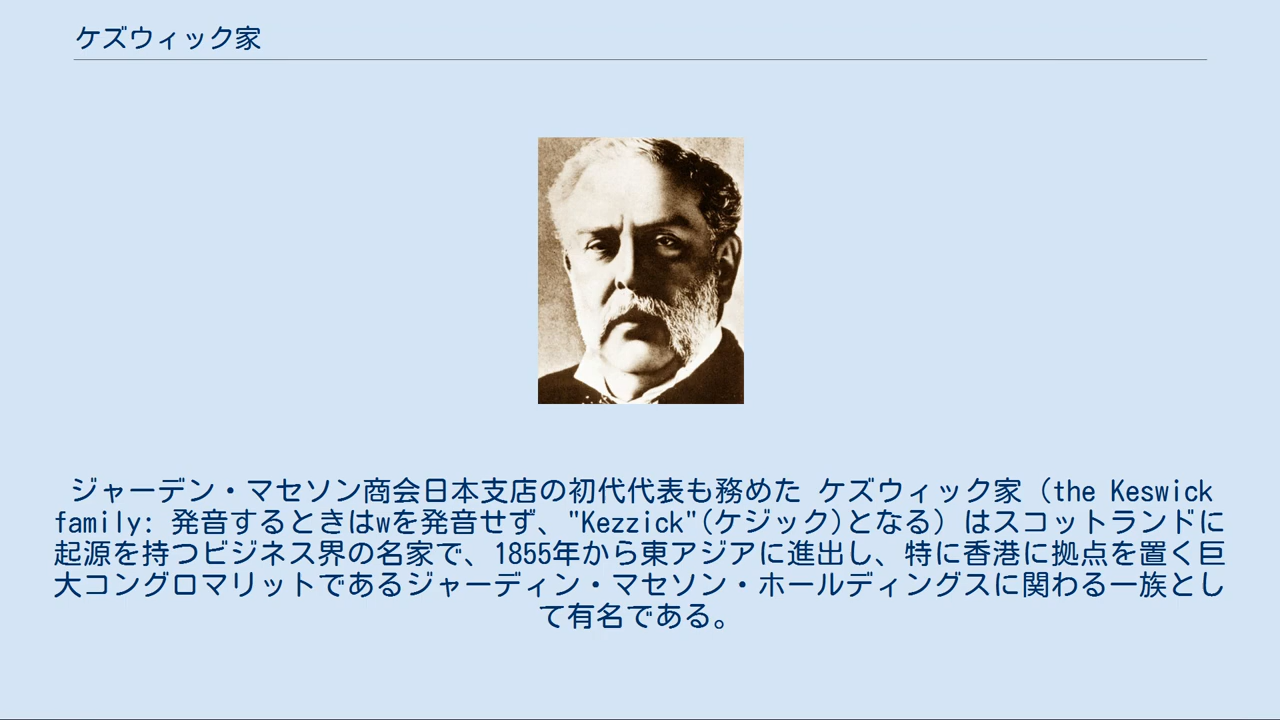 ケズウィック家
ジャーデン・マセソン商会日本支店の初代代表も務めた ケズウィック家（the Keswick
family: 発音するときはwを発音せず、"Kezzick"(ケジック)となる）はスコットランドに
起源を持つビジネス界の名家で、1855年から東アジアに進出し、特に香港に拠点を置く巨
大コングロマリットであるジャーディン・マセソン・ホールディングスに関わる一族とし
て有名である。